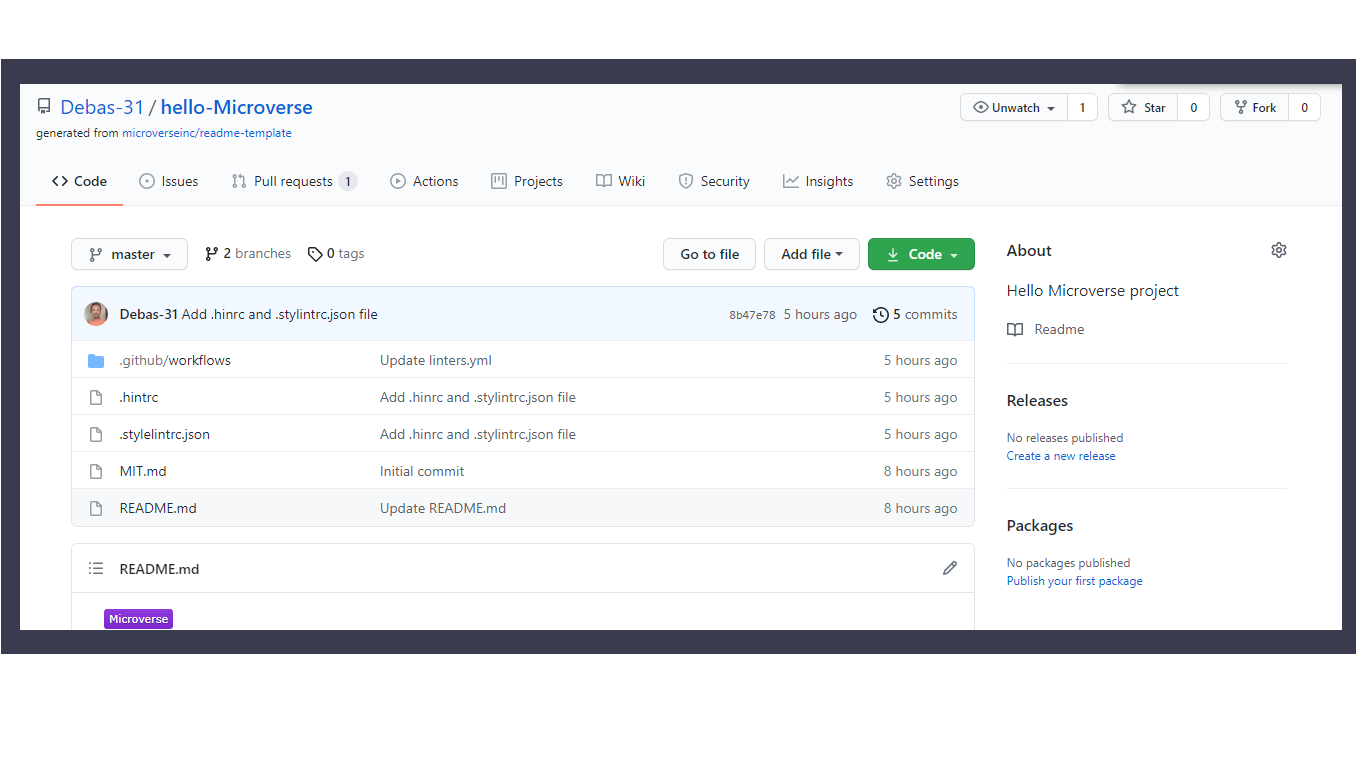 Debas-31 / hello-Microverse
Unwatch 1
Star 0
Fork 0
generated from microverseinc/readme-template
Code
Issues
Pull requests 1
Actions
Projects
Wiki
Security
Insights
Settings
master
2 branches
0 tags
Go to file
Add file
Code
Debas-31 Add .hinrc and .stylintrc.json file 8b47e78 5 hours ago 5 commits
.github/workflows Update linters.yml 5 hours ago
.hintrc Add .hinrc and .stylintrc.json file 5 hours ago
.stylelintrc.json Add .hinrc and .stylintrc.json file 5 hours ago
MIT.md Initial commit 8 hours ago
README.md Update README.md 8 hours ago
README.md
Microverse
About
Hello Microverse project
Readme
Releases
No releases published
Create a new release
Packages
No packages published
Publish your first package